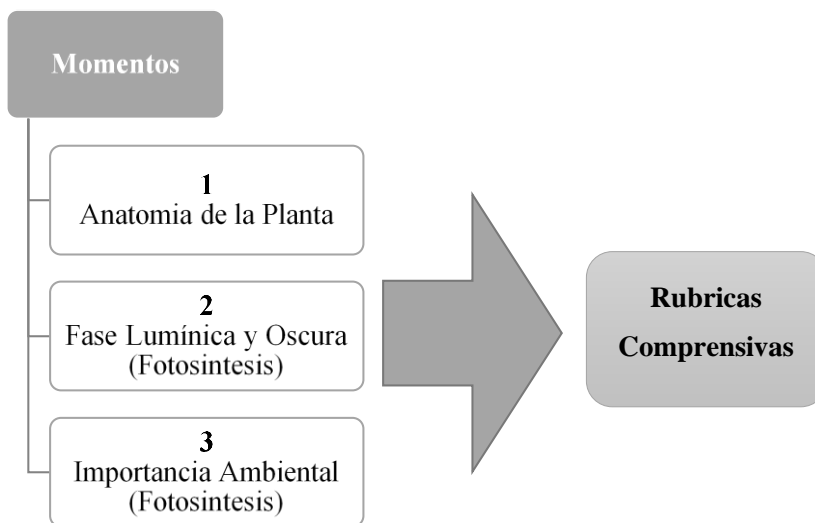 Momentos
1
Anatomia de la Planta
2
Fase Lumínica y Oscura
(Fotosintesis)
3
Importancia Ambiental
(Fotosintesis)
Rubricas
Comprensivas